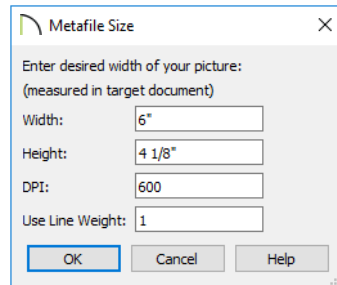 Metafile Size
Enter desired width of your picture:
(measured in target document)
Width: 6"
Height: 4 1/8"
DPI: 600
Use Line Weight: 1
OK Cancel Help